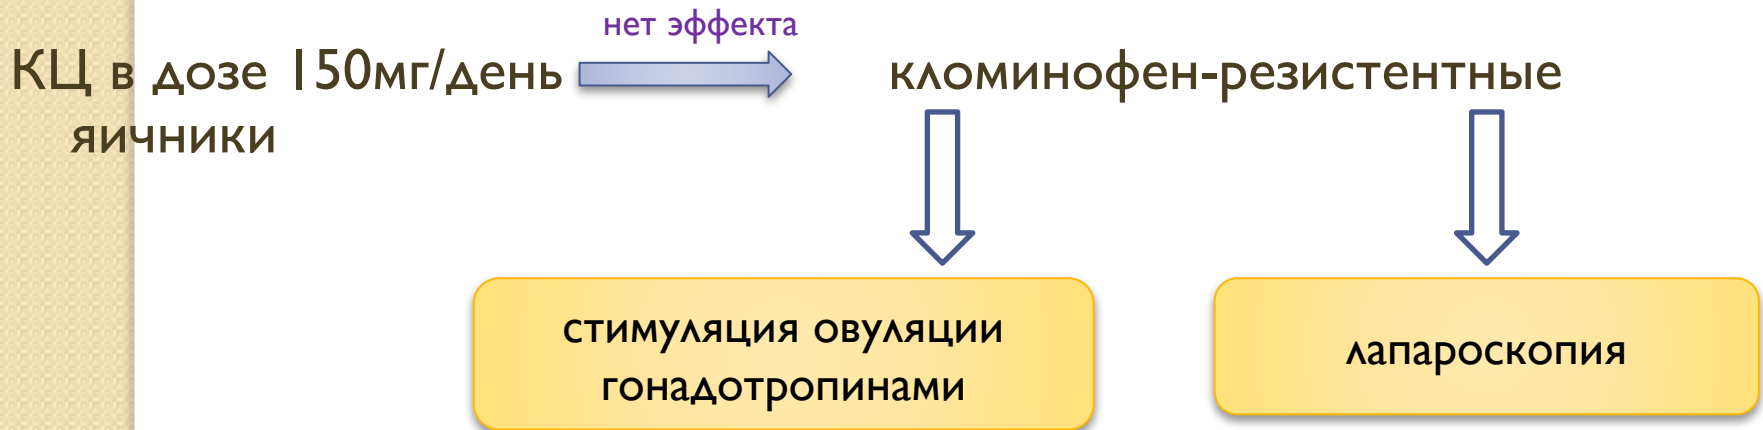 нет эффекта
КЦ в дозе 150мг/день кломинофен-резистентные
яичники
стимуляция овуляции
гонадотропинами
лапароскопия